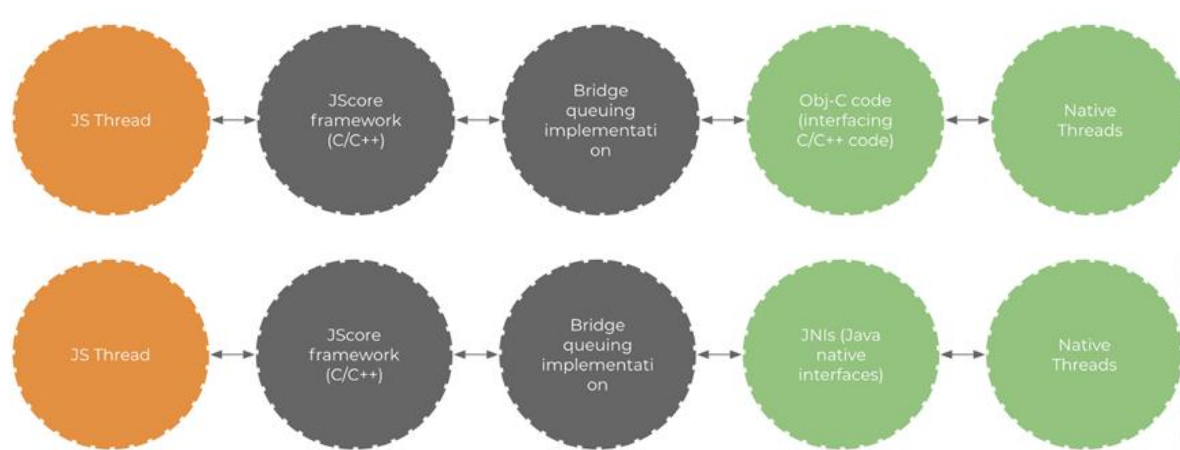 JS Thread
JScore
framework
(C/C++)
Bridge
queuing
implementati
on
Obj-C code
(interfacing
C/C++ code)
Native
Threads
JS Thread
JScore
framework
(C/C++)
Bridge
queuing
implementati
on
JNIs (Java
native
interfaces)
Native
Threads